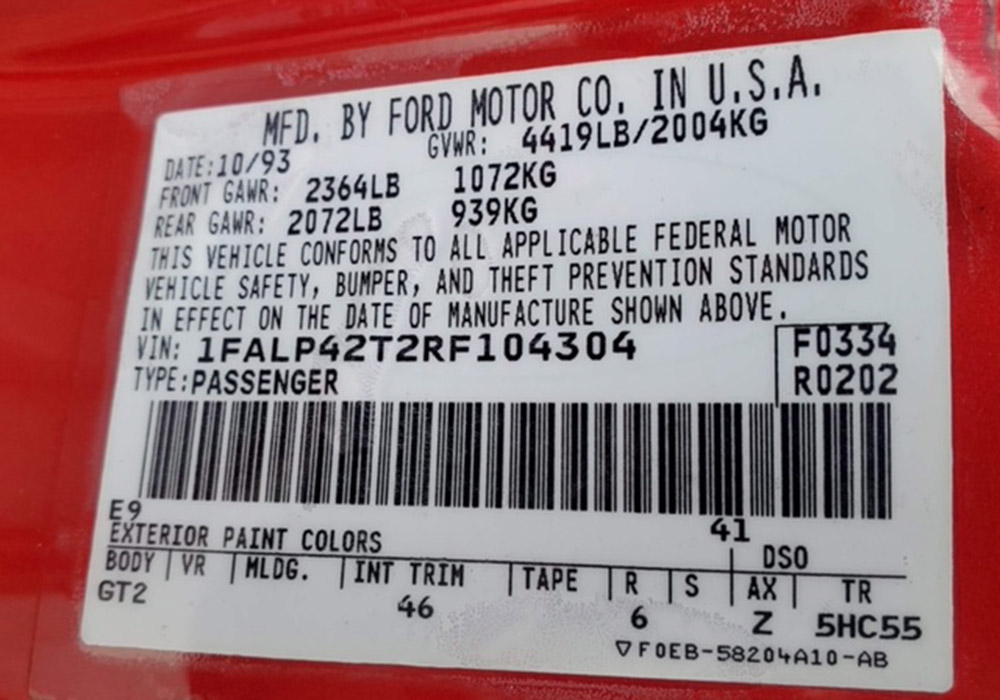 MFD. BY FORD MOTOR CO. IN U.S.A.
DATE:10/93 GVWR: 4419LB/2004KG
FRONT GAWR: 2364LB 1072KG
REAR GAWR: 2072LB 939KG
THIS VEHICLE CONFORMS TO ALL APPLICABLE FEDERAL MOTOR
VEHICLE SAFETY, BUMPER, AND THEFT PREVENTION STANDARDS
IN EFFECT ON THE DATE OF MANUFACTURE SHOWN ABOVE.
VIN: 1FALP42T2RF104304 F0334
TYPE:PASSENGER R0202
E9 41
EXTERIOR PAINT COLORS DSO
BODY VR MLDG. INT TRIM TAPE R S AX TR
GT2 46 6 Z 5HC55
▽F0EB-58204A10-AB